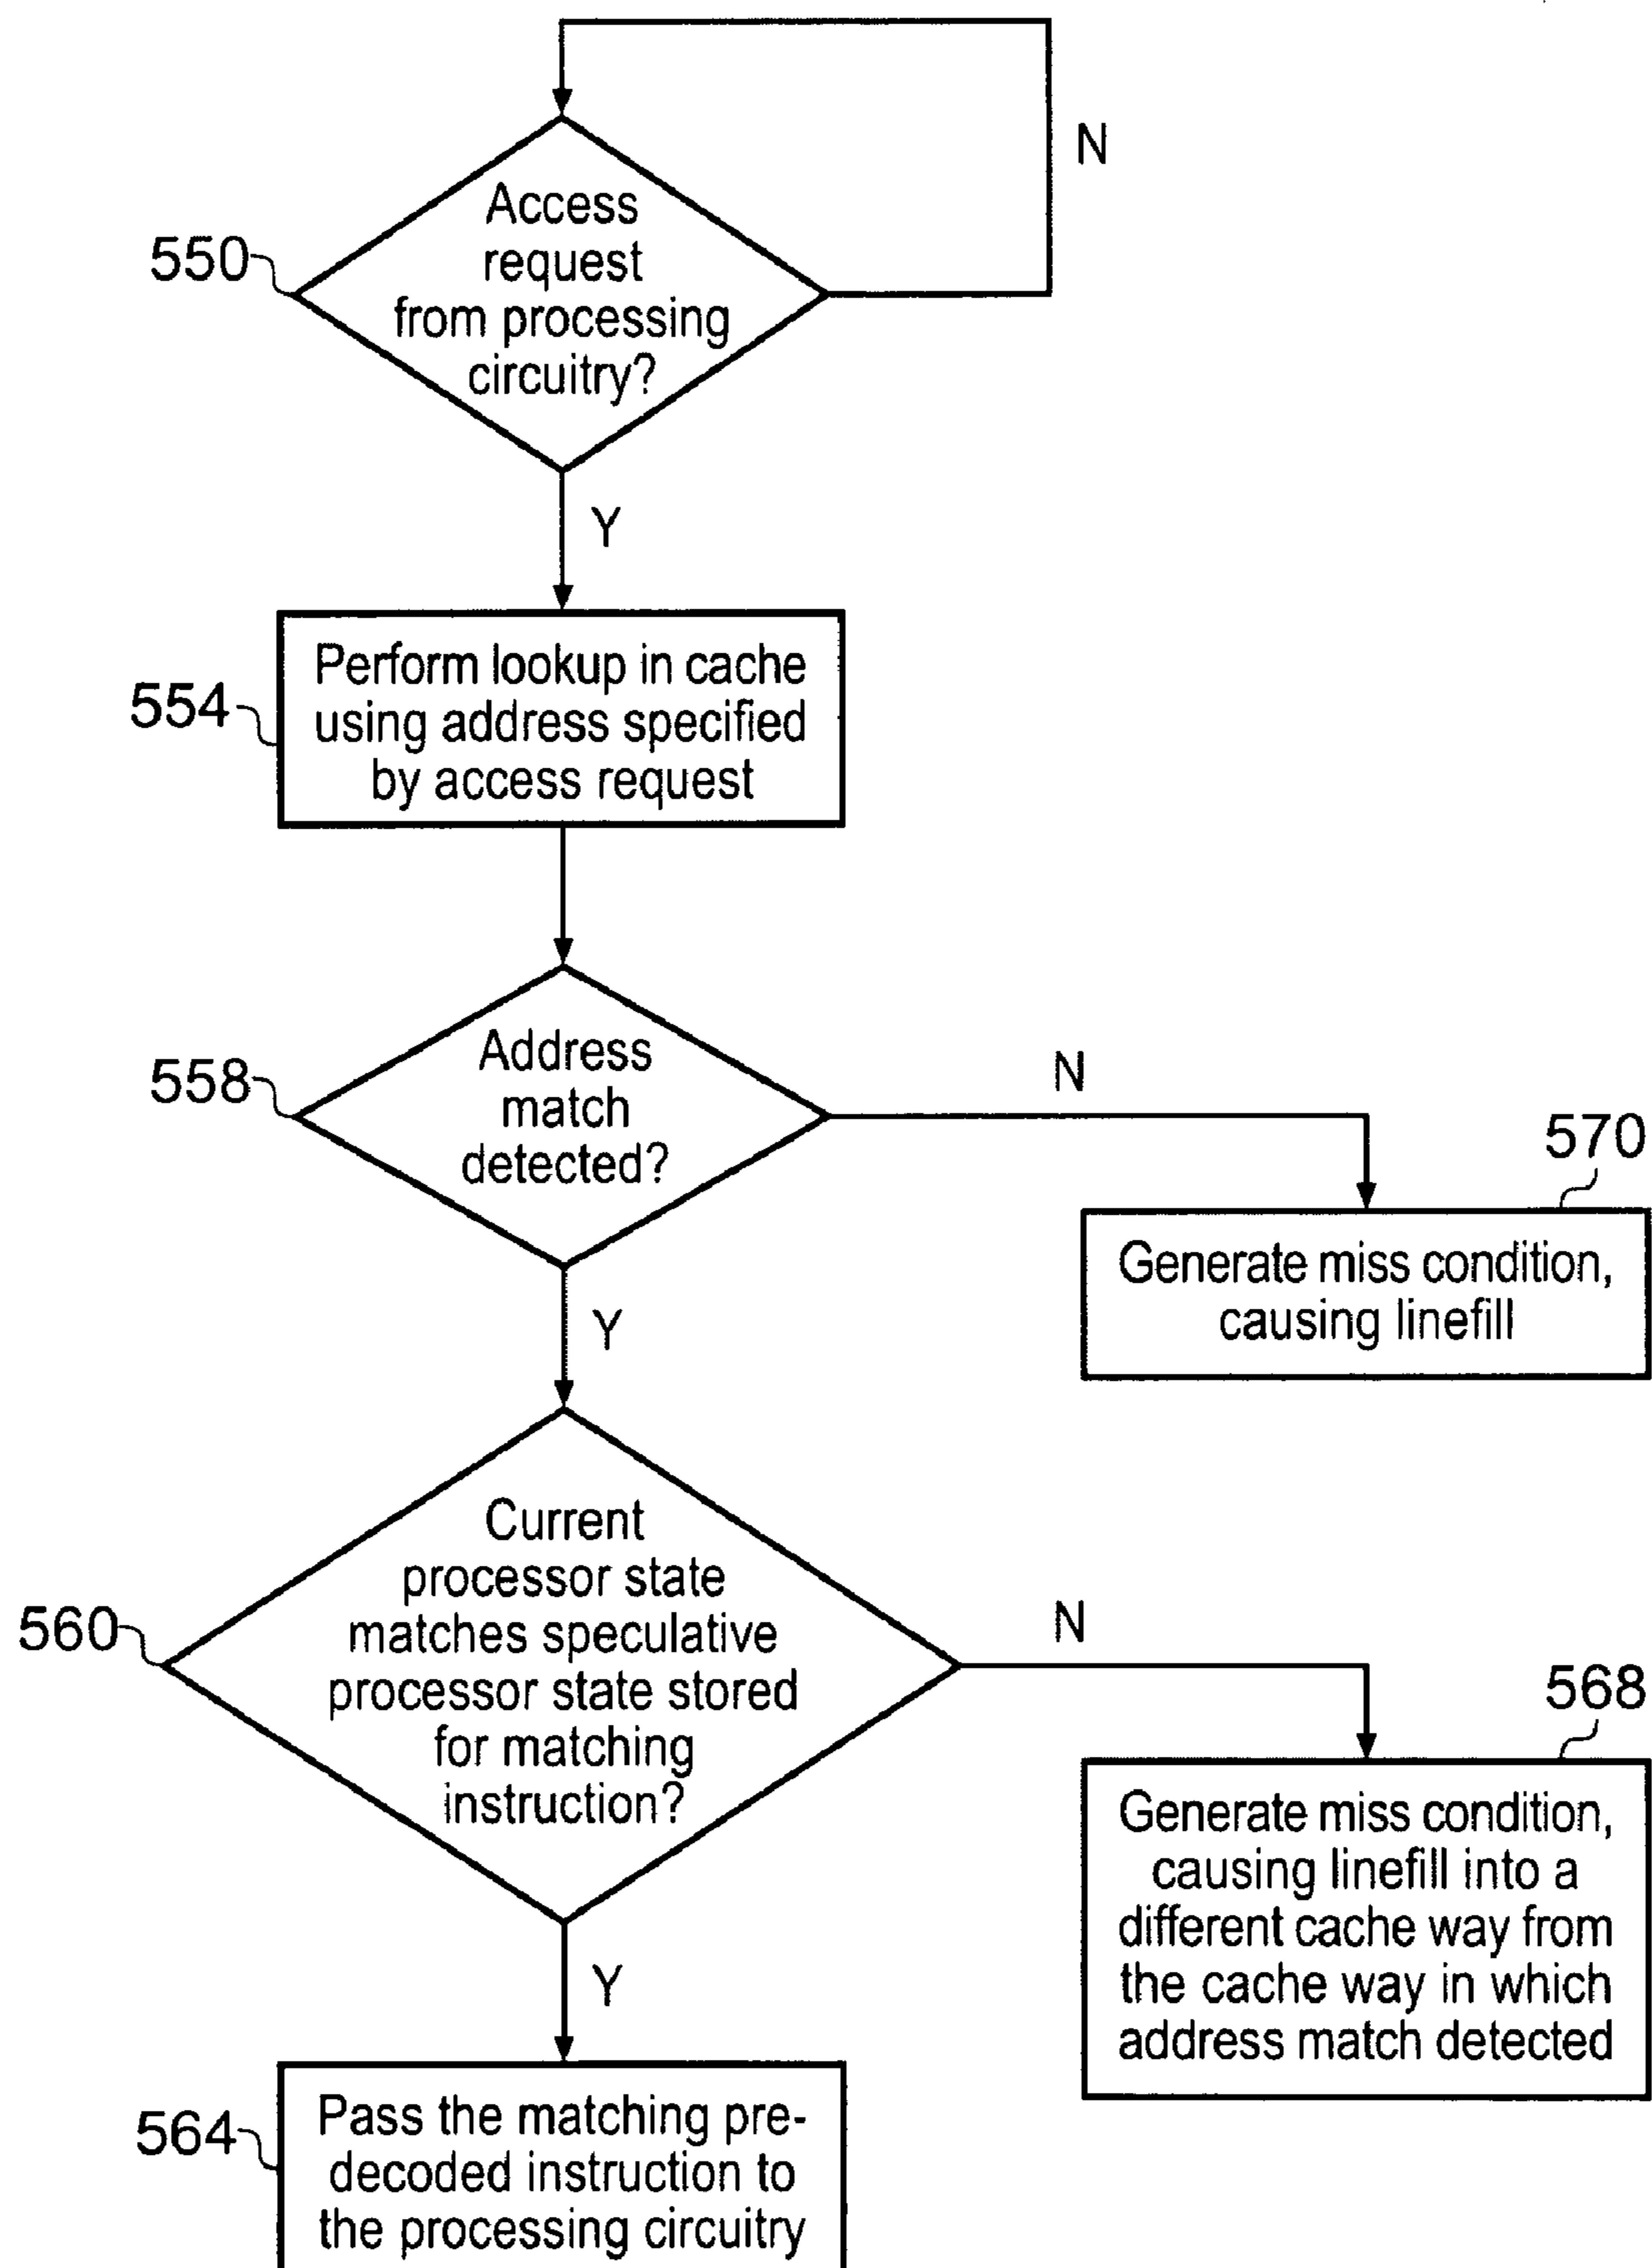 N
550
Access
request
from processing
circuitry?
Y
554
Perform lookup in cache
using address specified
by access request
558
Address
match
detected?
N
570
Generate miss condition,
causing linefill
Y
560
Current
processor state
matches speculative
processor state stored
for matching
instruction?
N
568
Generate miss condition,
causing linefill into a
different cache way from
the cache way in which
address match detected
Y
564
Pass the matching pre-
decoded instruction to
the processing circuitry